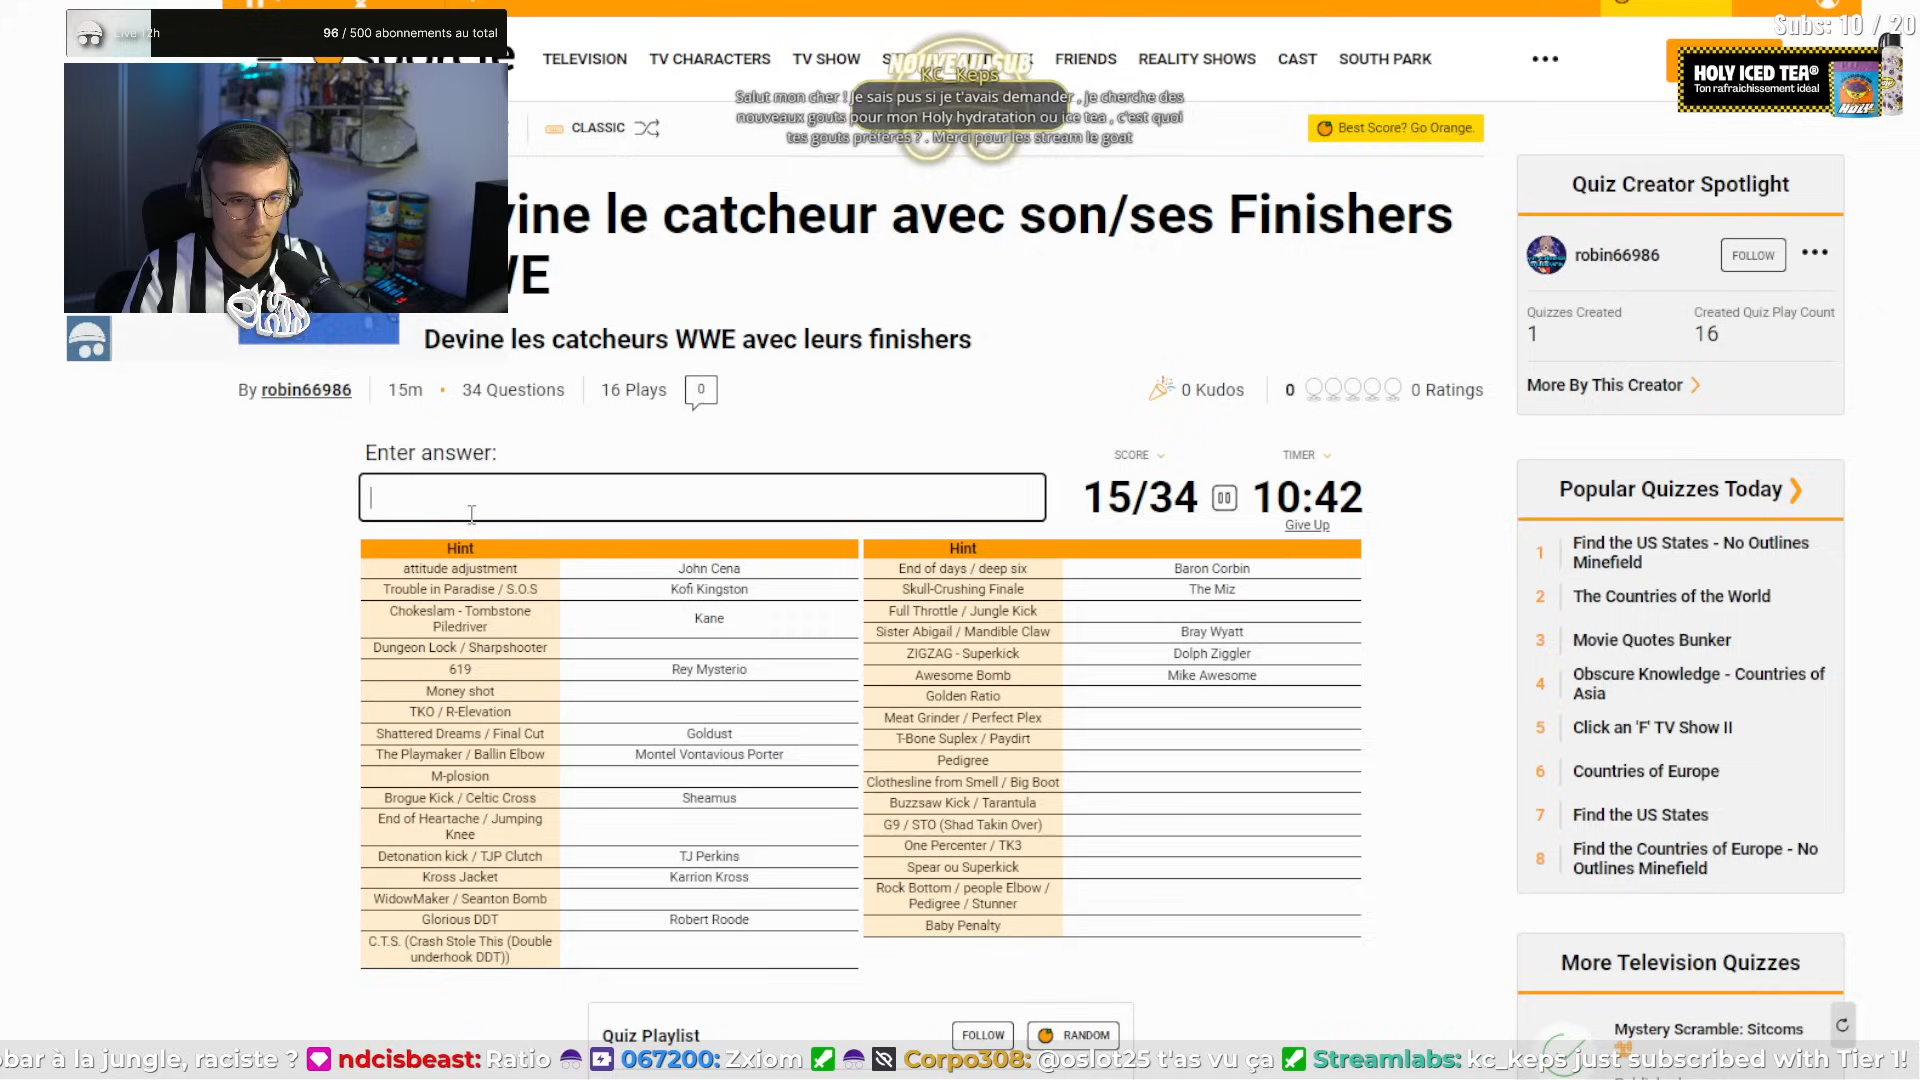 Live 12h
96 / 500 abonnements au total
Subs: 10 / 20
TELEVISION
TV CHARACTERS
TV SHOW
FRIENDS
REALITY SHOWS
CAST
SOUTH PARK
NOUVEAU SUB
KC_Keps
Salut mon cher ! Je sais pus si je t'avais demander , je cherche des
nouveaux gouts pour mon Holy hydratation ou ice tea , c'est quoi
tes gouts préférés ? . Merci pour les stream le goat
HOLY ICED TEA®
Ton rafraichissement idéal
HOLY
CLASSIC
Best Score? Go Orange.
vine le catcheur avec son/ses Finishers
WE
Devine les catcheurs WWE avec leurs finishers
By robin66986
15m
34 Questions
16 Plays
0
0 Kudos
0
0 Ratings
Quiz Creator Spotlight
robin66986
FOLLOW
Quizzes Created
1
Created Quiz Play Count
16
More By This Creator
Enter answer:
SCORE
15/34
TIMER
10:42
Give Up
Hint
attitude adjustment John Cena
Trouble in Paradise / S.O.S Kofi Kingston
Chokeslam - Tombstone
Piledriver
Kane
Dungeon Lock / Sharpshooter
619 Rey Mysterio
Money shot
TKO / R-Elevation
Shattered Dreams / Final Cut Goldust
The Playmaker / Ballin Elbow Montel Vontavious Porter
M-plosion
Brogue Kick / Celtic Cross Sheamus
End of Heartache / Jumping
Knee
Detonation kick / TJP Clutch TJ Perkins
Kross Jacket Karrion Kross
WidowMaker / Seanton Bomb
Glorious DDT Robert Roode
C.T.S. (Crash Stole This (Double
underhook DDT))
Hint
End of days / deep six Baron Corbin
Skull-Crushing Finale The Miz
Full Throttle / Jungle Kick
Sister Abigail / Mandible Claw Bray Wyatt
ZIGZAG - Superkick Dolph Ziggler
Awesome Bomb Mike Awesome
Golden Ratio
Meat Grinder / Perfect Plex
T-Bone Suplex / Paydirt
Pedigree
Clothesline from Smell / Big Boot
Buzzsaw Kick / Tarantula
G9 / STO (Shad Takin Over)
One Percenter / TK3
Spear ou Superkick
Rock Bottom / people Elbow /
Pedigree / Stunner
Baby Penalty
Popular Quizzes Today
1 Find the US States - No Outlines
Minefield
2 The Countries of the World
3 Movie Quotes Bunker
4 Obscure Knowledge - Countries of
Asia
5 Click an 'F' TV Show II
6 Countries of Europe
7 Find the US States
8 Find the Countries of Europe - No
Outlines Minefield
More Television Quizzes
Mystery Scramble: Sitcoms
Quiz Playlist
FOLLOW
RANDOM
obar à la jungle, raciste ? ndcisbeast: Ratio 067200: Zxiom Corpo308: @oslot25 t'as vu ça Streamlabs: kc_keps just subscribed with Tier 1!